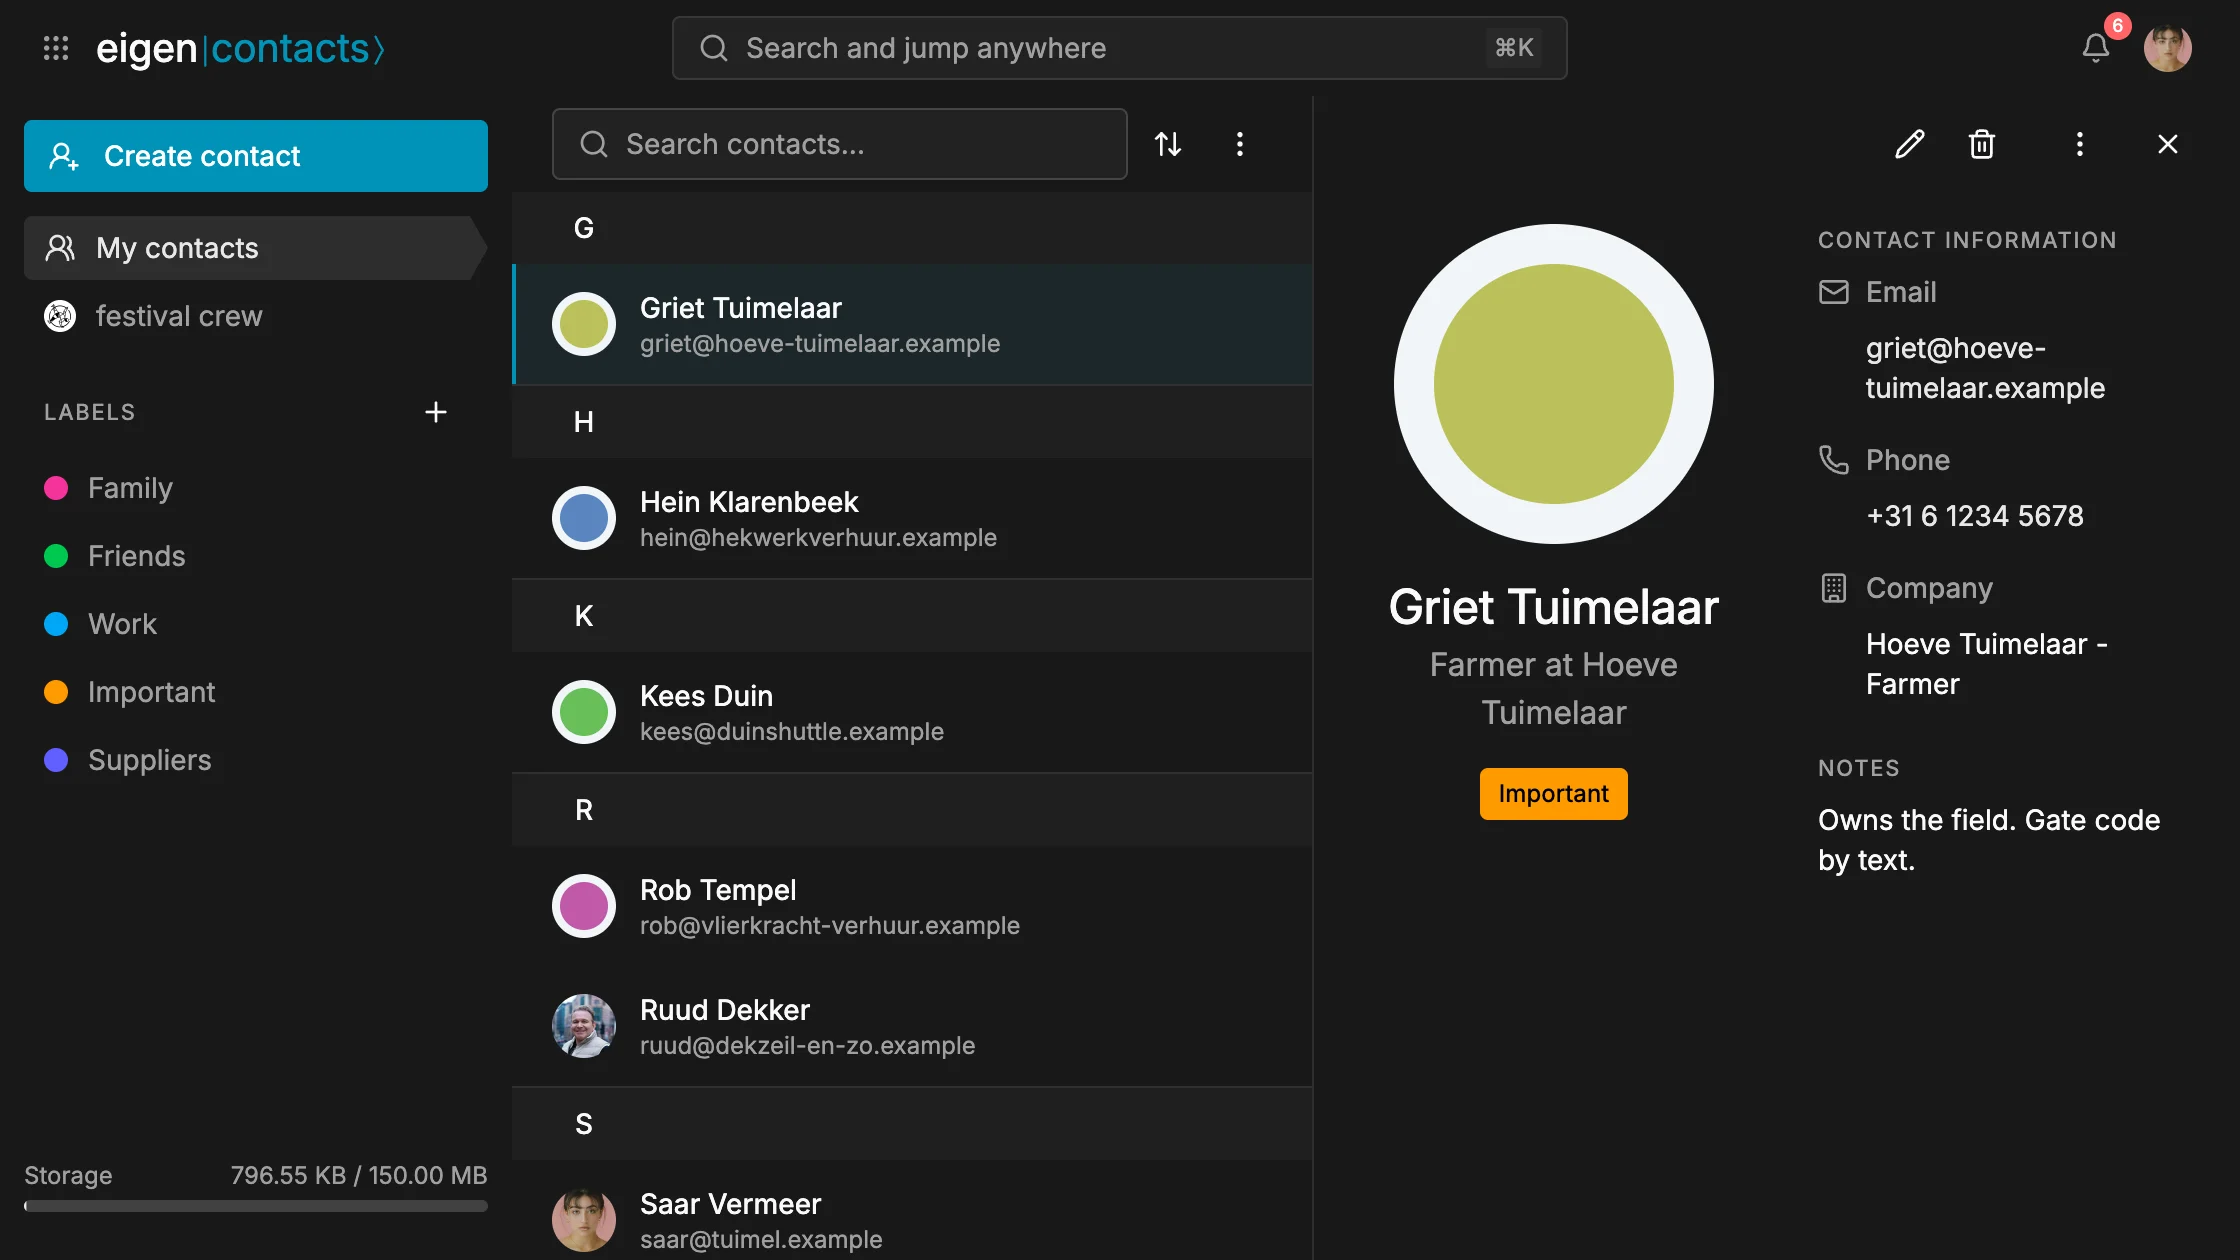 eigen|contacts〉
Search and jump anywhere
⌘K
6
Create contact
My contacts
festival crew
LABELS
Family
Friends
Work
Important
Suppliers
Storage
796.55 KB / 150.00 MB
Search contacts...
G
Griet Tuimelaar
griet@hoeve-tuimelaar.example
H
Hein Klarenbeek
hein@hekwerkverhuur.example
K
Kees Duin
kees@duinshuttle.example
R
Rob Tempel
rob@vlierkracht-verhuur.example
Ruud Dekker
ruud@dekzeil-en-zo.example
S
Saar Vermeer
saar@tuimel.example
Griet Tuimelaar
Farmer at Hoeve
Tuimelaar
Important
CONTACT INFORMATION
Email
griet@hoeve-
tuimelaar.example
Phone
+31 6 1234 5678
Company
Hoeve Tuimelaar -
Farmer
NOTES
Owns the field. Gate code
by text.